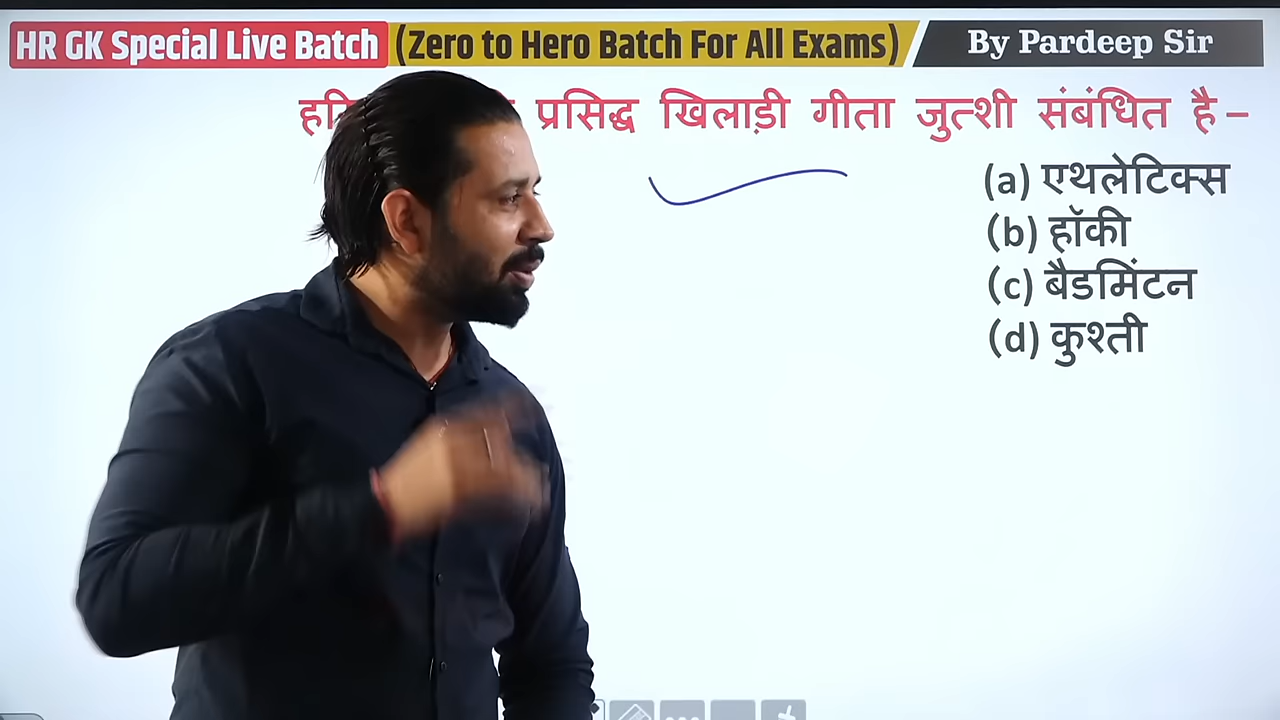 HR GK Special Live Batch (Zero to Hero Batch For All Exams) By Pardeep Sir
प्रसिद्ध खिलाड़ी गीता जुत्शी संबंधित है–
(a) एथलेटिक्स
(b) हॉकी
(c) बैडमिंटन
(d) कुश्ती